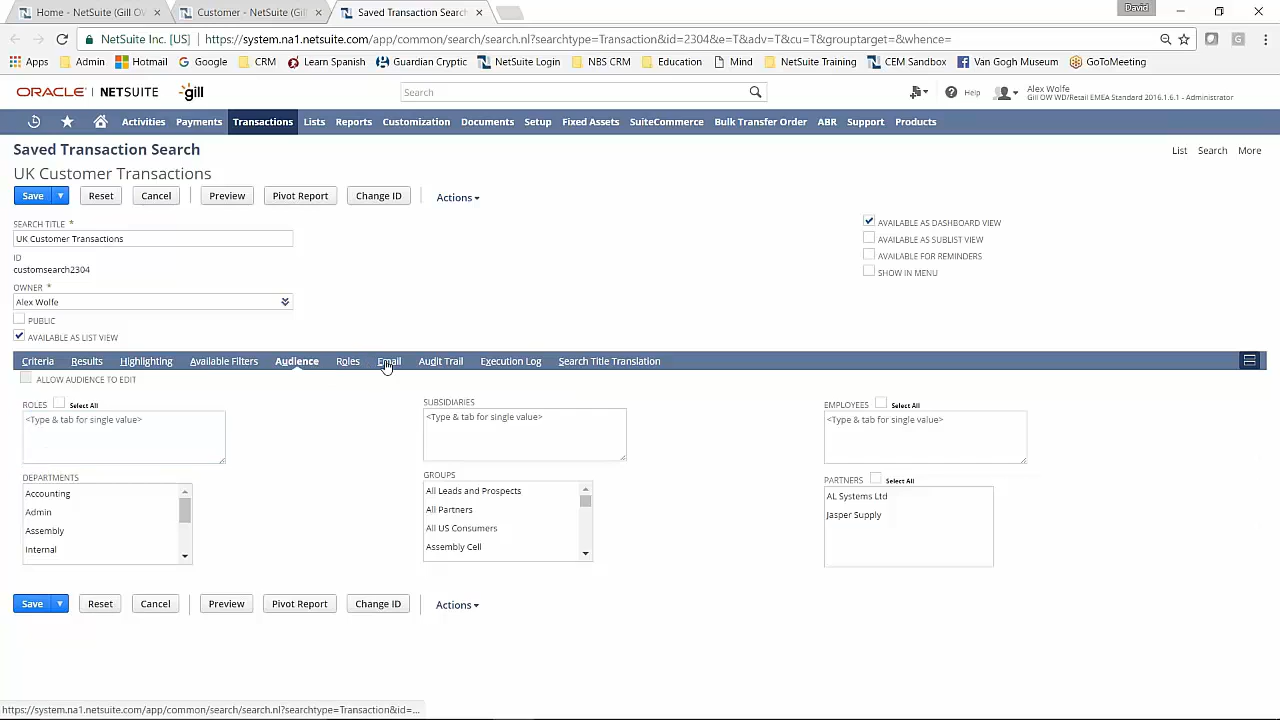 Home - NetSuite (Gill O
Customer - NetSuite (Gil
Saved Transaction Search
David
NetSuite Inc. [US]
https://system.na1.netsuite.com/app/common/search/search.nl?searchtype=Transaction&id=2304&e=T&adv=T&cu=T&grouptarget=&whence=
Apps Admin Hotmail Google CRM Learn Spanish Guardian Cryptic NetSuite Login NBS CRM Education Mind NetSuite Training CEM Sandbox Van Gogh Museum GoToMeeting
ORACLE NETSUITE gill
Search
Help
Alex Wolfe
Gill OW WD/Retail EMEA Standard 2016.1.6.1 - Administrator
Activities Payments Transactions Lists Reports Customization Documents Setup Fixed Assets SuiteCommerce Bulk Transfer Order ABR Support Products
Saved Transaction Search
List Search More
UK Customer Transactions
Save Reset Cancel Preview Pivot Report Change ID Actions
SEARCH TITLE *
UK Customer Transactions
ID
customsearch2304
OWNER *
Alex Wolfe
PUBLIC
AVAILABLE AS LIST VIEW
AVAILABLE AS DASHBOARD VIEW
AVAILABLE AS SUBLIST VIEW
AVAILABLE FOR REMINDERS
SHOW IN MENU
Criteria Results Highlighting Available Filters Audience Roles Email Audit Trail Execution Log Search Title Translation
ALLOW AUDIENCE TO EDIT
ROLES Select All
<Type & tab for single value>
DEPARTMENTS
Accounting
Admin
Assembly
Internal
SUBSIDIARIES
<Type & tab for single value>
GROUPS
All Leads and Prospects
All Partners
All US Consumers
Assembly Cell
EMPLOYEES Select All
<Type & tab for single value>
PARTNERS Select All
AL Systems Ltd
Jasper Supply
Save Reset Cancel Preview Pivot Report Change ID Actions
https://system.na1.netsuite.com/app/common/search/search.nl?searchtype=Transaction&id=...